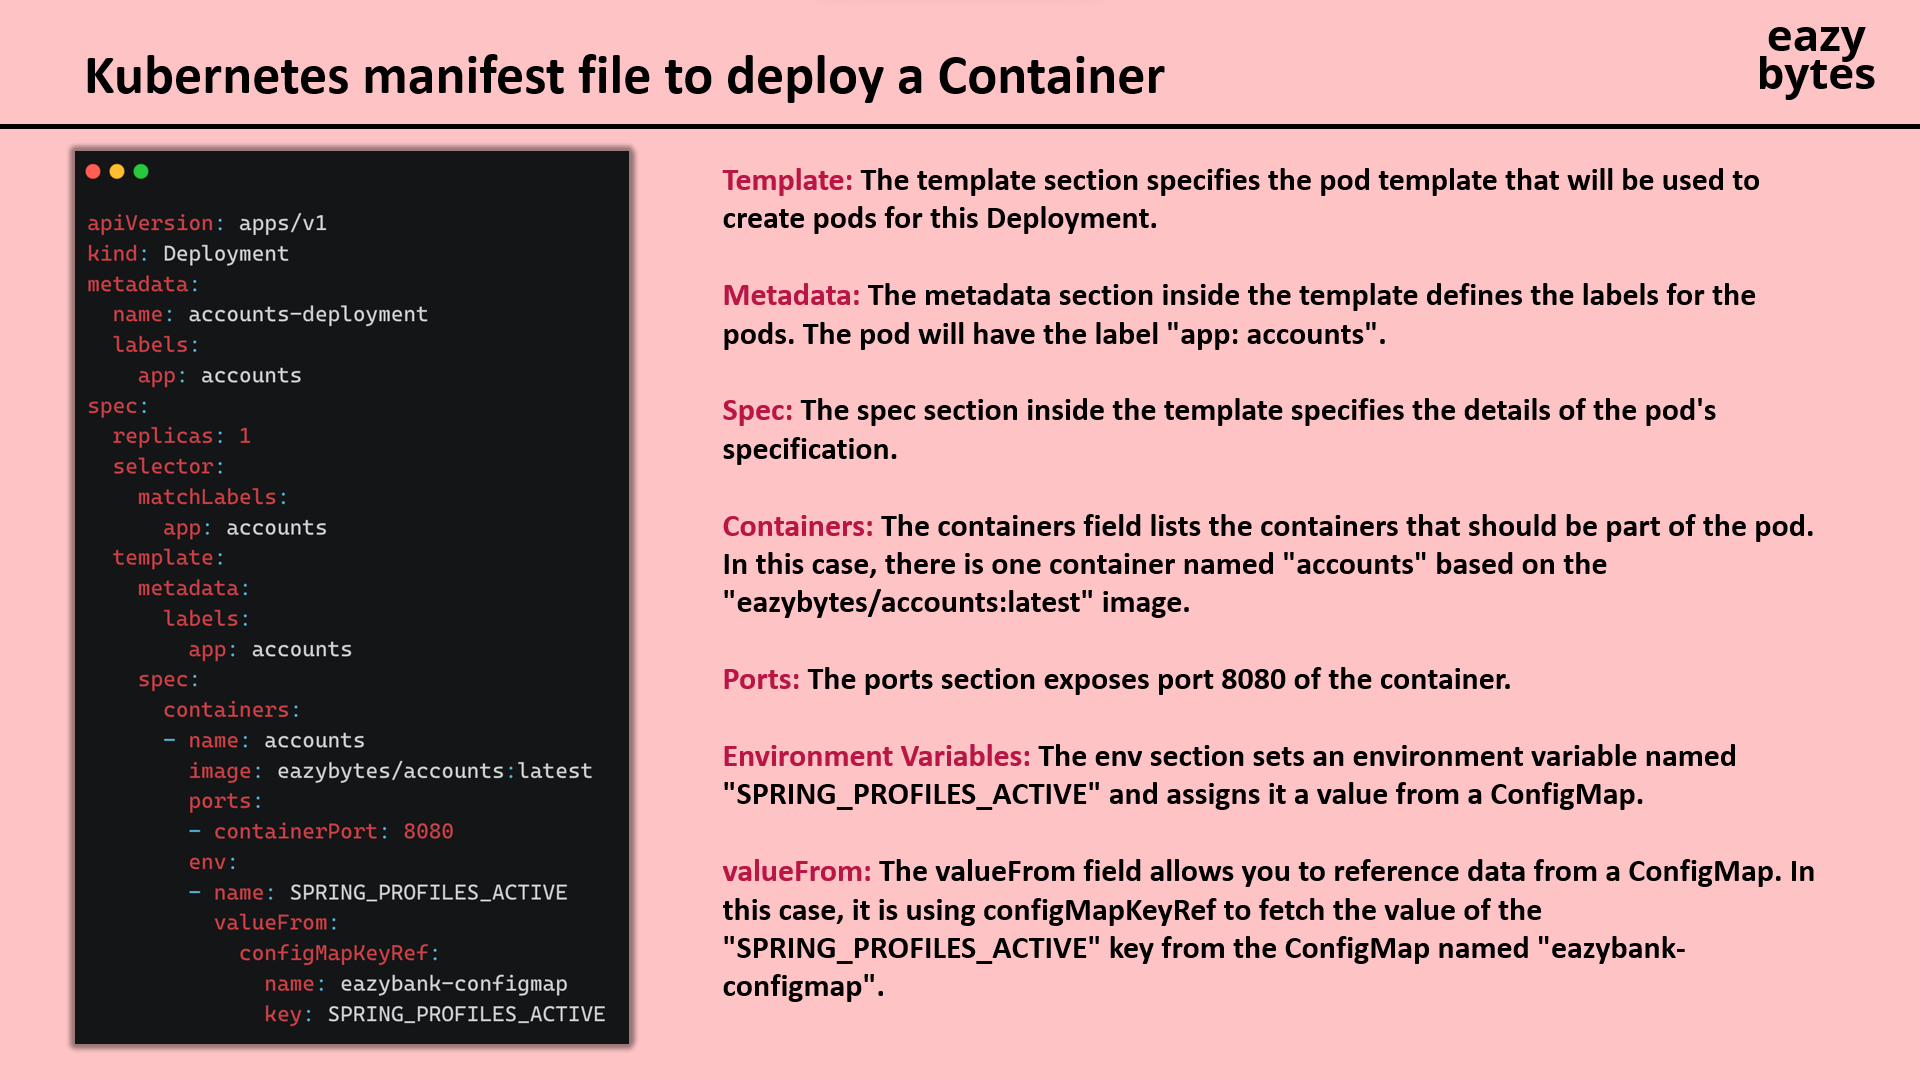 Kubernetes manifest file to deploy a Container
eazy
bytes
apiVersion: apps/v1
kind: Deployment
metadata:
  name: accounts-deployment
  labels:
    app: accounts
spec:
  replicas: 1
  selector:
    matchLabels:
      app: accounts
  template:
    metadata:
      labels:
        app: accounts
    spec:
      containers:
      - name: accounts
        image: eazybytes/accounts:latest
        ports:
        - containerPort: 8080
        env:
        - name: SPRING_PROFILES_ACTIVE
          valueFrom:
            configMapKeyRef:
              name: eazybank-configmap
              key: SPRING_PROFILES_ACTIVE
Template: The template section specifies the pod template that will be used to
create pods for this Deployment.
Metadata: The metadata section inside the template defines the labels for the
pods. The pod will have the label "app: accounts".
Spec: The spec section inside the template specifies the details of the pod's
specification.
Containers: The containers field lists the containers that should be part of the pod.
In this case, there is one container named "accounts" based on the
"eazybytes/accounts:latest" image.
Ports: The ports section exposes port 8080 of the container.
Environment Variables: The env section sets an environment variable named
"SPRING_PROFILES_ACTIVE" and assigns it a value from a ConfigMap.
valueFrom: The valueFrom field allows you to reference data from a ConfigMap. In
this case, it is using configMapKeyRef to fetch the value of the
"SPRING_PROFILES_ACTIVE" key from the ConfigMap named "eazybank-
configmap".